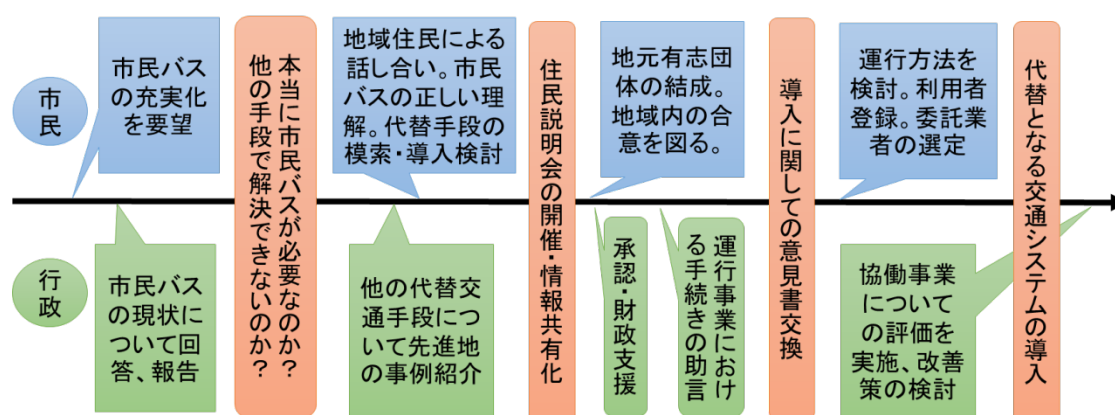 市民
市民バス
の充実化
を要望
本当に市民バスが必要なのか?
他の手段で解決できないのか?
地域住民による
話し合い。市民
バスの正しい理
解。代替手段の
模索・導入検討
住民説明会の開催・情報共有化
地元有志団
体の結成。
地域内の合
意を図る。
導入に関しての意見書交換
運行方法を
検討。利用者
登録。委託業
者の選定
代替となる交通システムの導入
行政
市民バス
の現状に
ついて回
答、報告
他の代替交
通手段につ
いて先進地
の事例紹介
承認・財政支援
運行事業におけ
る手続きの助言
協働事業
について
の評価を
実施、改善
策の検討